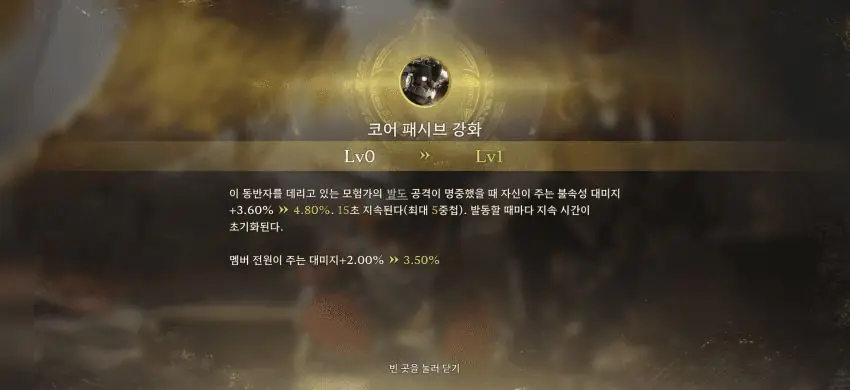 코어 패시브 강화
Lv0 » Lv1
이 동반자를 데리고 있는 모험가의 발도 공격이 명중했을 때 자신이 주는 불속성 대미지
+3.60% » 4.80%. 15초 지속된다(최대 5중첩). 발동할 때마다 지속 시간이
초기화된다.
멤버 전원이 주는 대미지+2.00% » 3.50%
빈 곳을 눌러 닫기